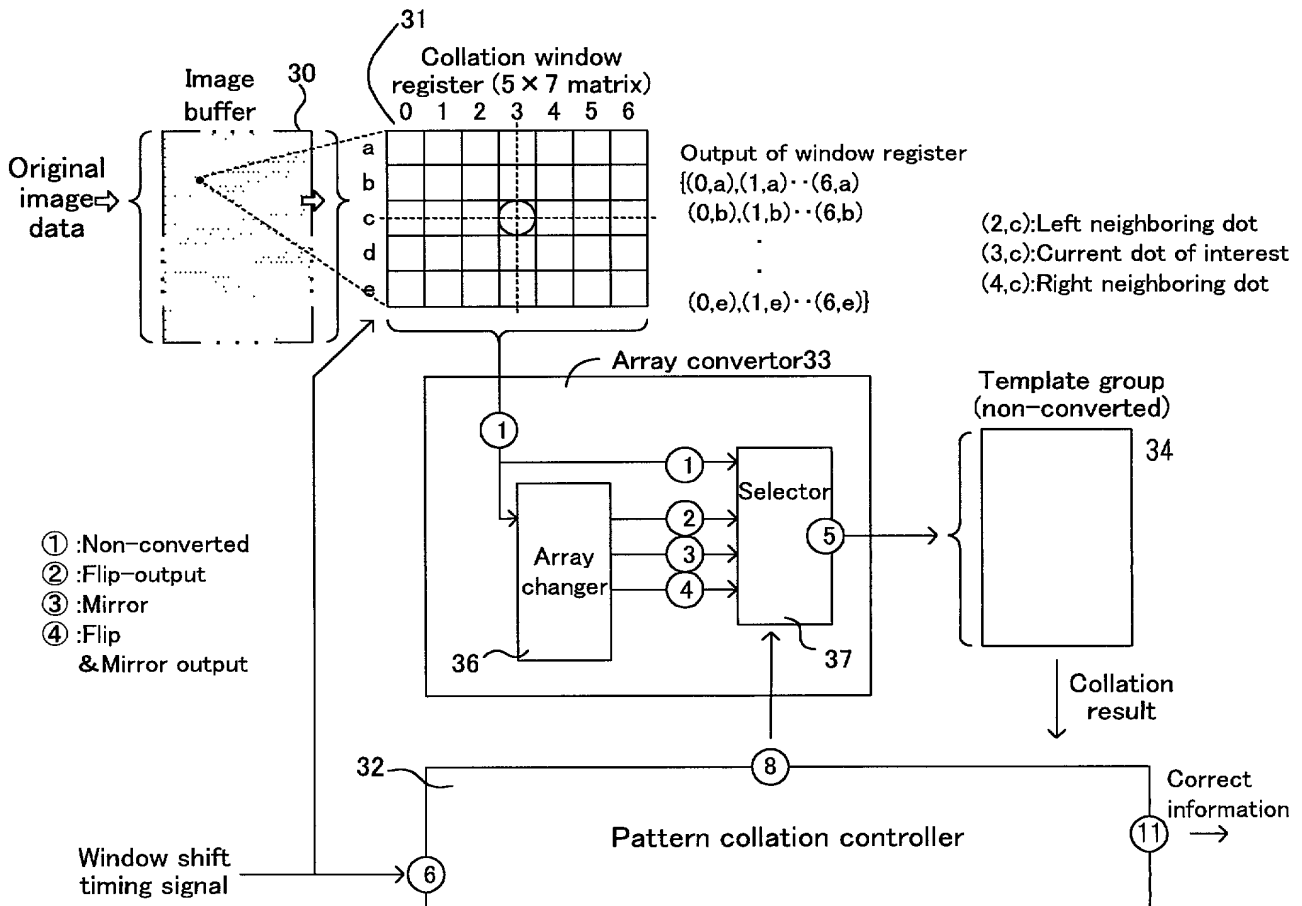 31
Collation window
register (5 × 7 matrix)
0 1 2 3 4 5 6
Image
buffer
30
a
b
c
d
e
Original
image
data
Output of window register
{(0,a),(1,a)··(6,a)
(0,b),(1,b)··(6,b)
.
.
(0,e),(1,e)··(6,e)}
(2,c):Left neighboring dot
(3,c):Current dot of interest
(4,c):Right neighboring dot
Array convertor33
Template group
(non-converted)
34
1
1
2
3
4
Selector
5
Array
changer
36
37
① :Non-converted
② :Flip-output
③ :Mirror
④ :Flip
&Mirror output
Collation
result
32
8
Pattern collation controller
Correct
information
11
Window shift
timing signal
6